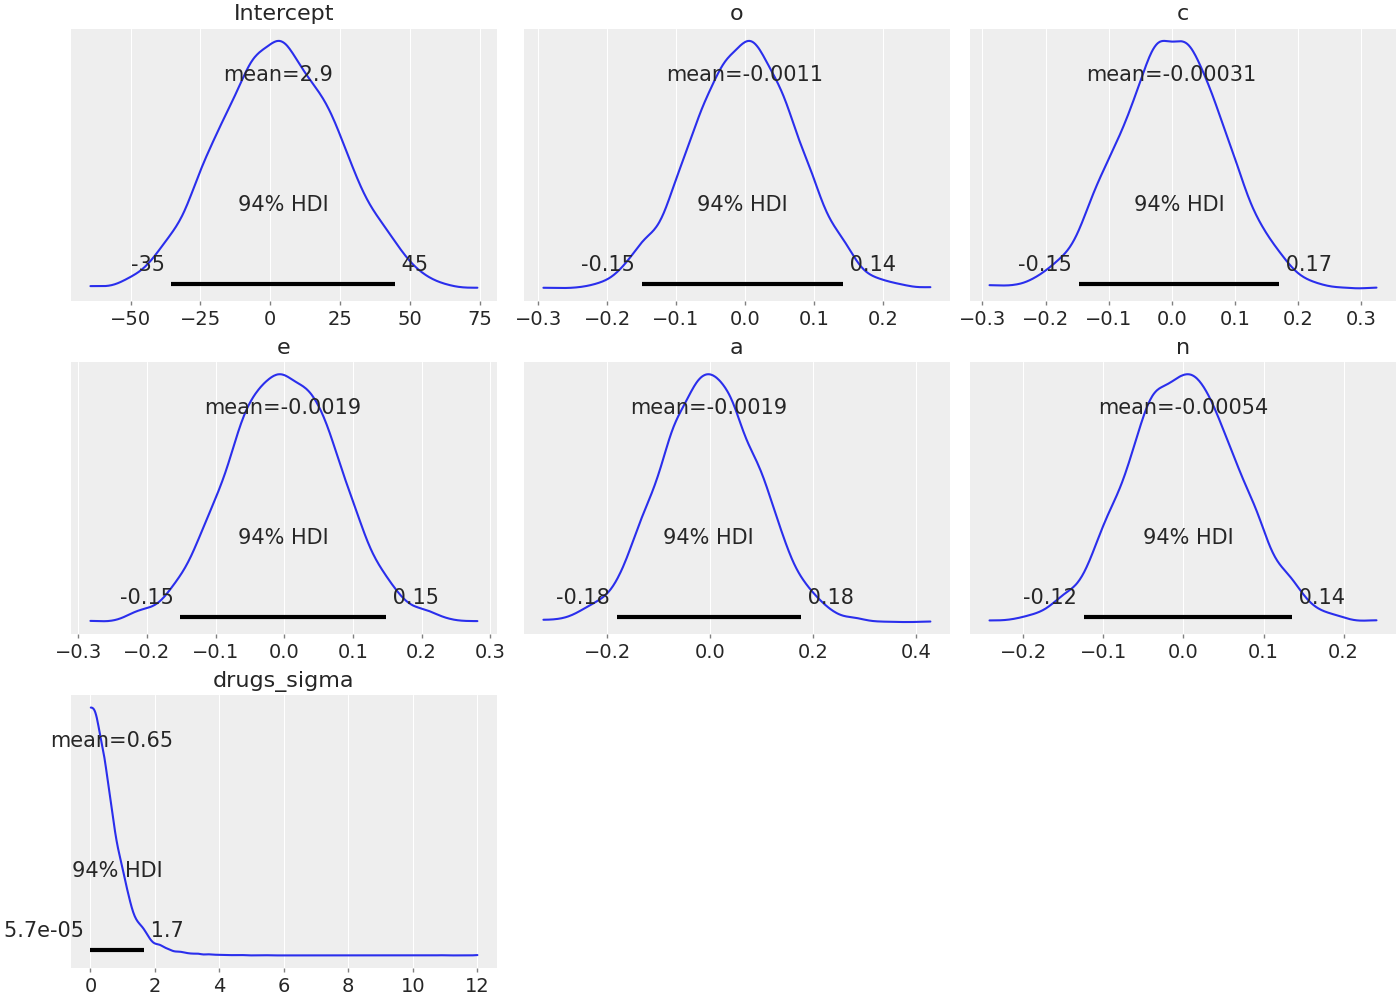 Intercept
o
c
mean=2.9
mean=-0.0011
mean=-0.00031
94% HDI
94% HDI
94% HDI
-35
45
-0.15
0.14
-0.15
0.17
−50 −25 0 25 50 75
−0.3 −0.2 −0.1 0.0 0.1 0.2
−0.3 −0.2 −0.1 0.0 0.1 0.2 0.3
e
a
n
mean=-0.0019
mean=-0.0019
mean=-0.00054
94% HDI
94% HDI
94% HDI
-0.15
0.15
-0.18
0.18
-0.12
0.14
−0.3 −0.2 −0.1 0.0 0.1 0.2 0.3
−0.2 0.0 0.2 0.4
−0.2 −0.1 0.0 0.1 0.2
drugs_sigma
mean=0.65
94% HDI
5.7e-05
1.7
0 2 4 6 8 10 12